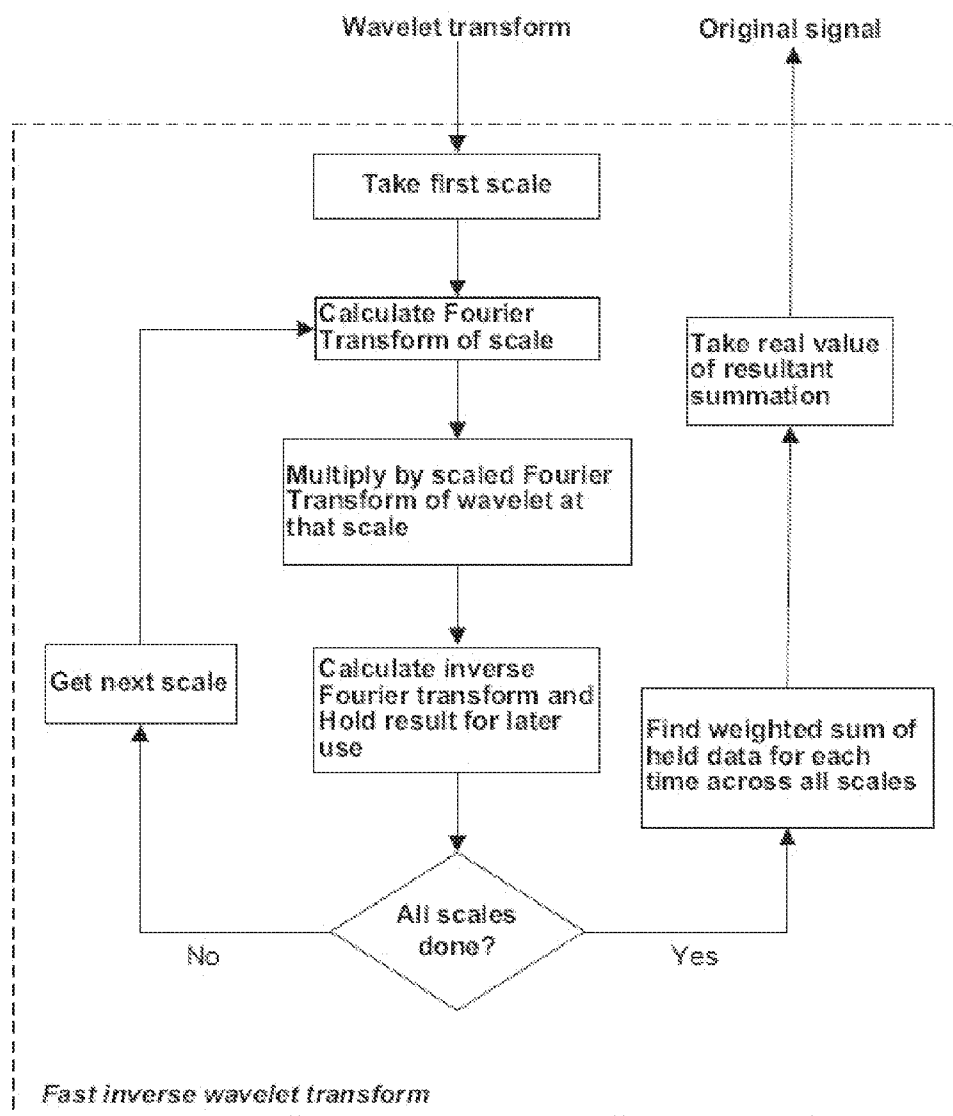 Wavelet transform
Original signal
Take first scale
Calculate Fourier
Transform of scale
Take real value
of resultant
summation
Multiply by scaled Fourier
Transform of wavelet at
that scale
Get next scale
Calculate inverse
Fourier transform and
Hold result for later
use
Find weighted sum of
held data for each
time across all scales
All scales
done?
No
Yes
Fast inverse wavelet transform